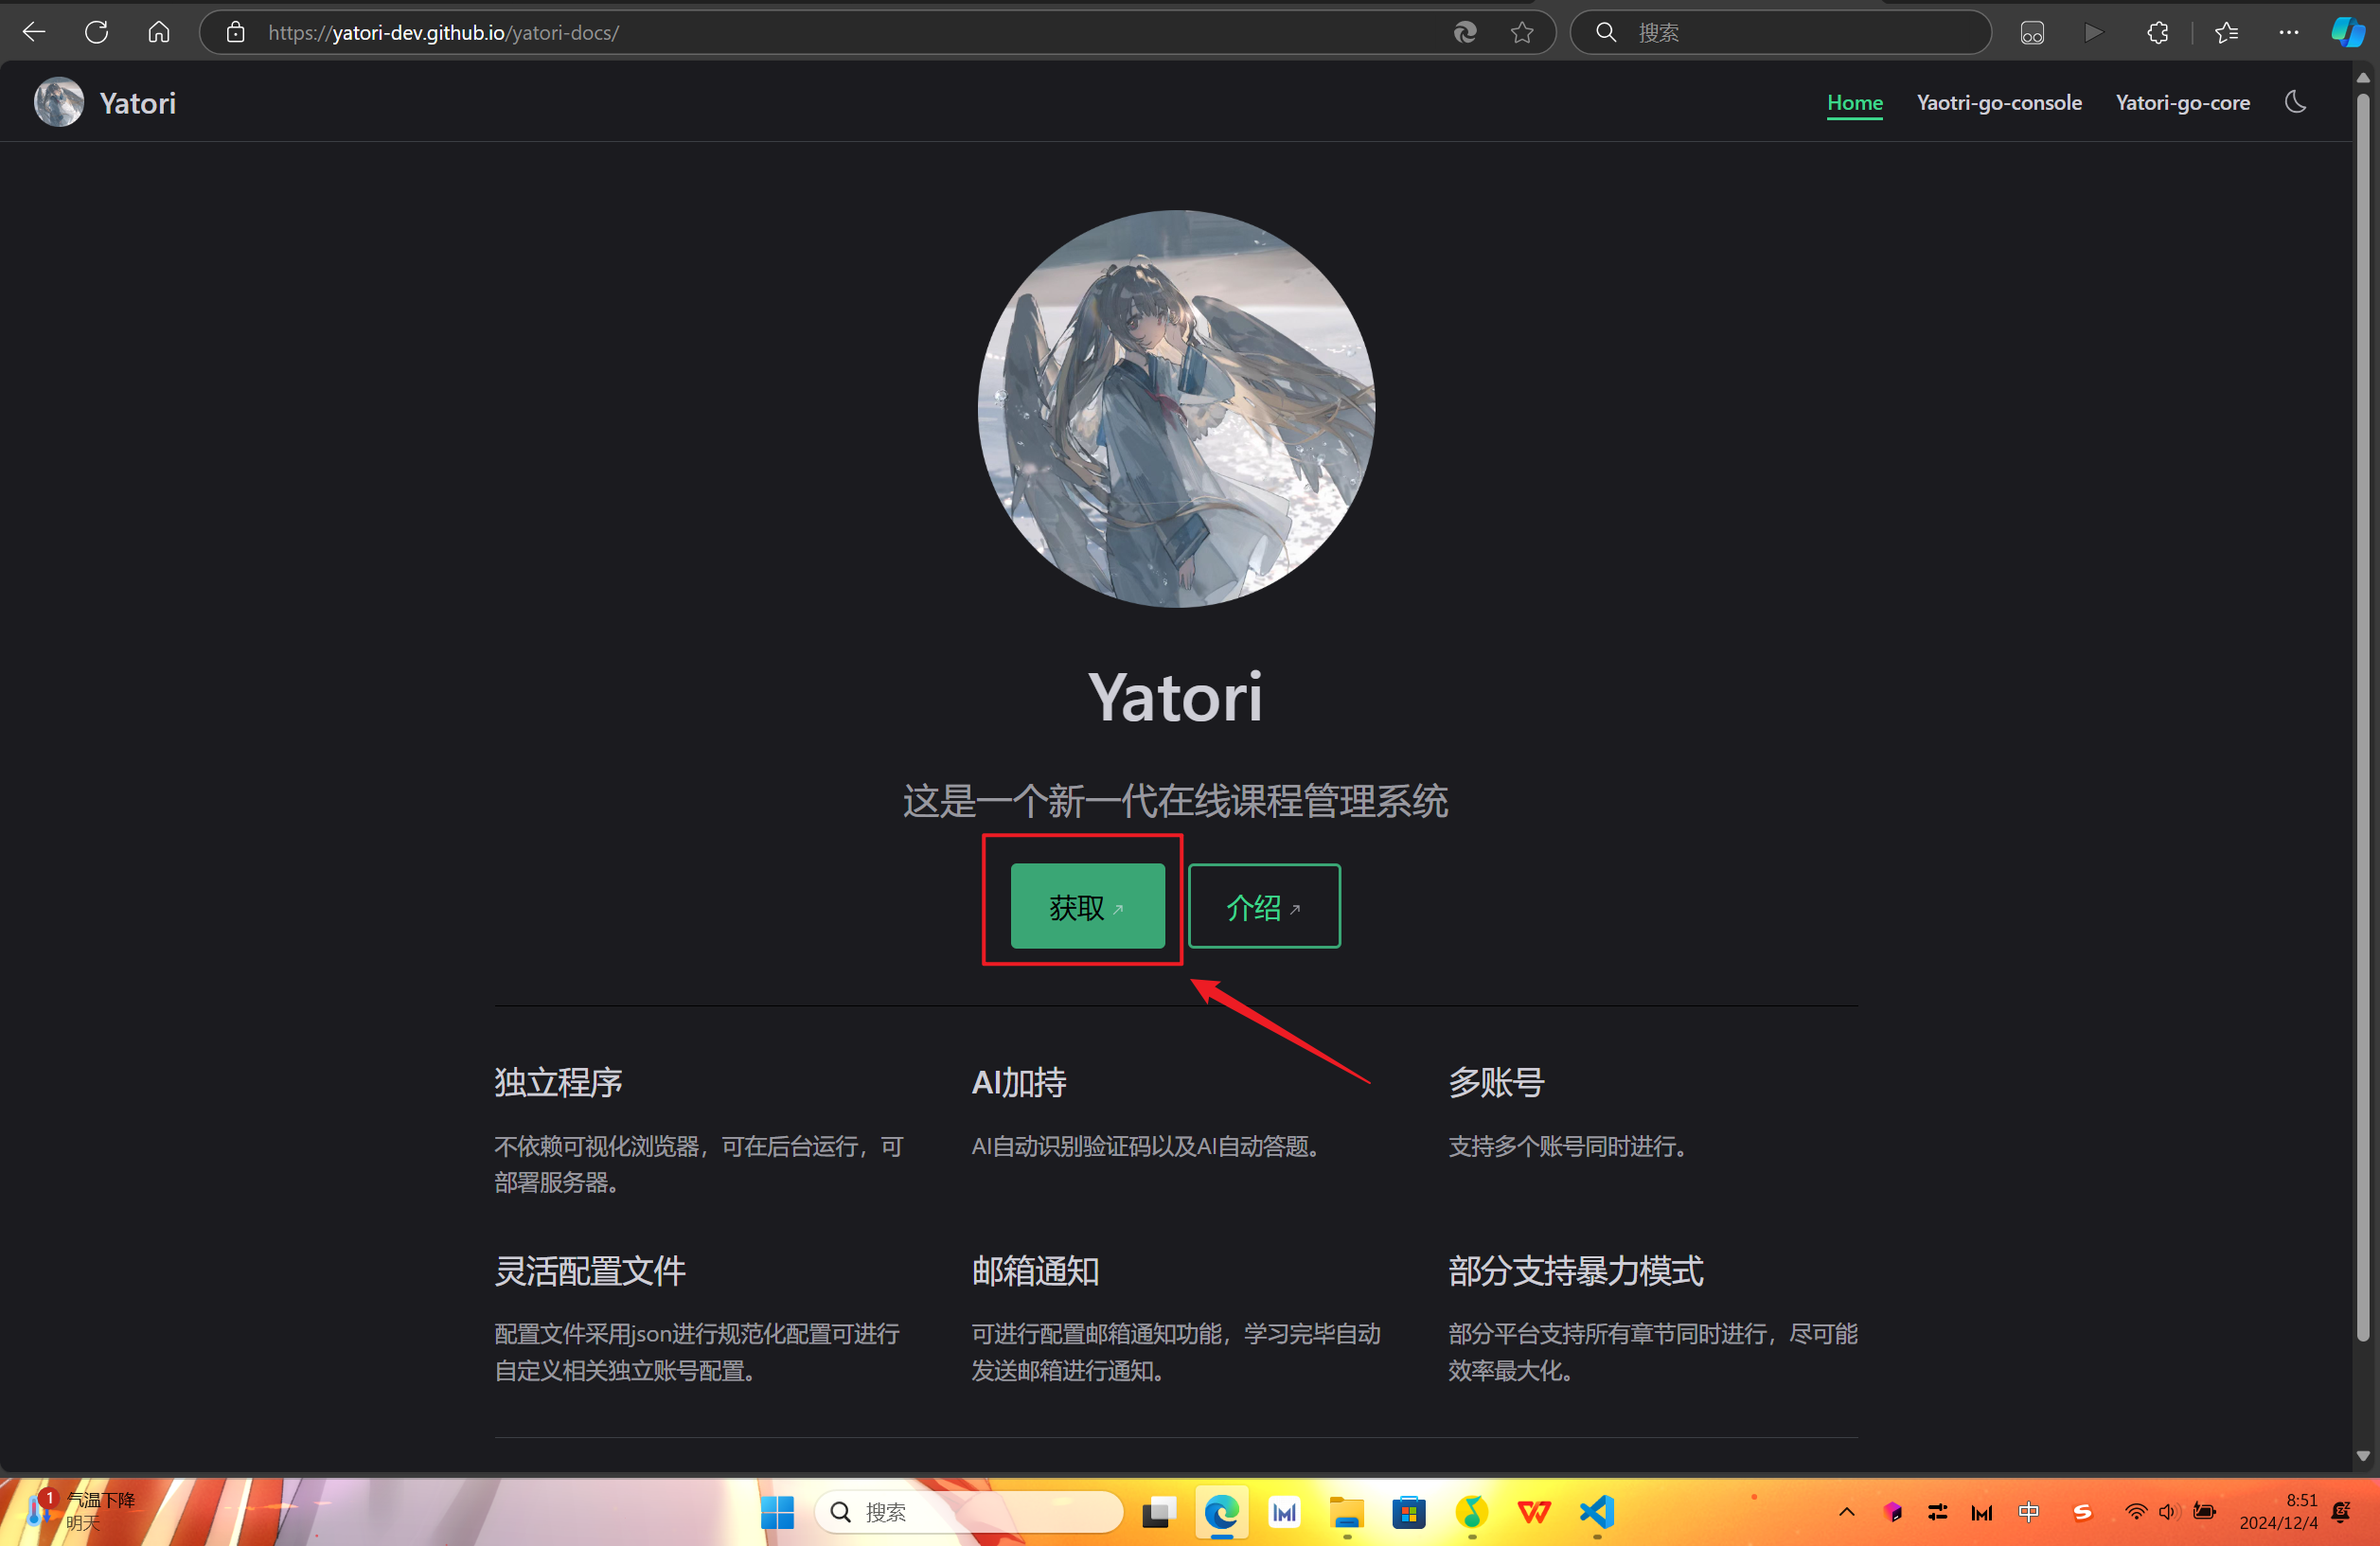 https://yatori-dev.github.io/yatori-docs/
搜索
Yatori
Home
Yaotri-go-console
Yatori-go-core
Yatori
这是一个新一代在线课程管理系统
获取
介绍
独立程序
不依赖可视化浏览器，可在后台运行，可
部署服务器。
AI加持
AI自动识别验证码以及AI自动答题。
多账号
支持多个账号同时进行。
灵活配置文件
配置文件采用json进行规范化配置可进行
自定义相关独立账号配置。
邮箱通知
可进行配置邮箱通知功能，学习完毕自动
发送邮箱进行通知。
部分支持暴力模式
部分平台支持所有章节同时进行，尽可能
效率最大化。
1
气温下降
明天
搜索
中
8:51
2024/12/4